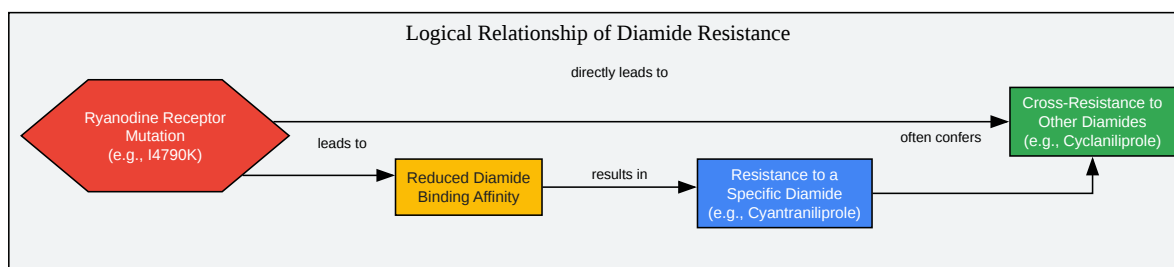 Logical Relationship of Diamide Resistance
directly leads to
Ryanodine Receptor
Mutation
(e.g., I4790K)
leads to
Reduced Diamide
Binding Affinity
results in
Resistance to a
Specific Diamide
(e.g., Cyantraniliprole)
often confers
Cross-Resistance to
Other Diamides
(e.g., Cyclaniliprole)